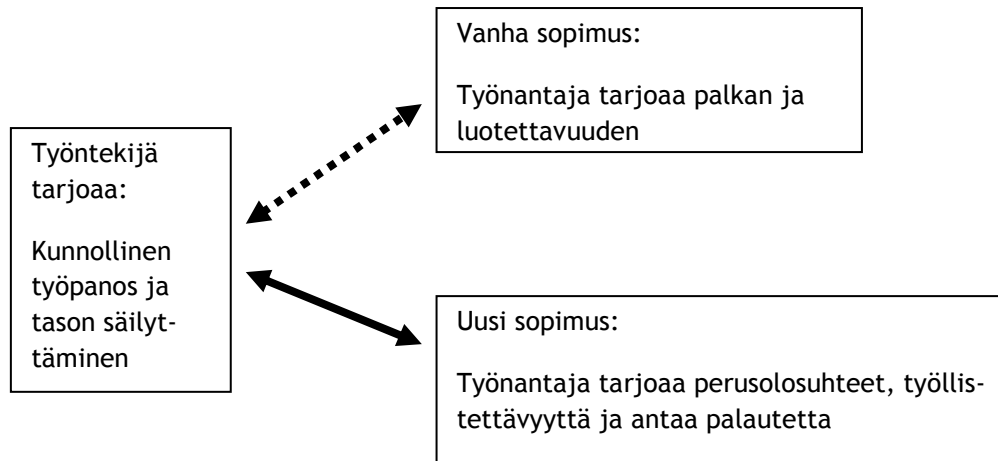 Työntekijä
tarjoaa:
Kunnollinen
työpanos ja
tason säilyt-
täminen
Vanha sopimus:
Työnantaja tarjoaa palkan ja
luotettavuuden
Uusi sopimus:
Työnantaja tarjoaa perusolosuhteet, työllis-
tettävyyttä ja antaa palautetta